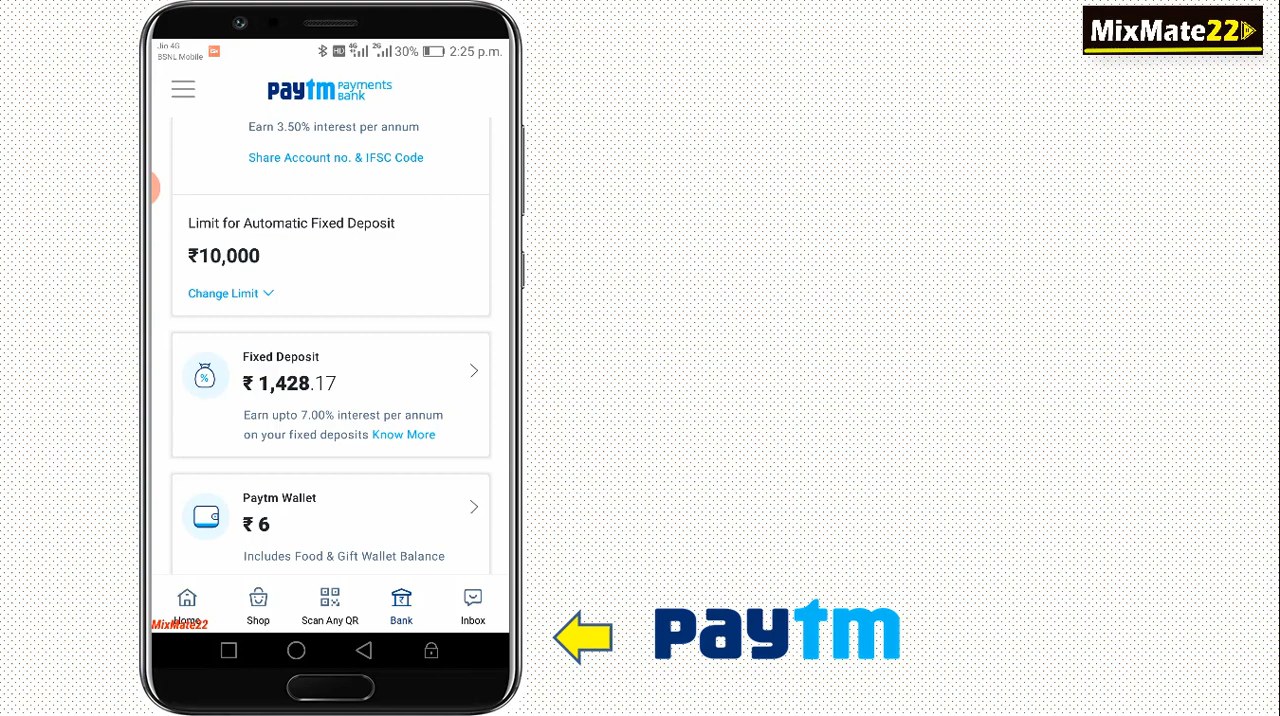 MixMate22
Jio 4G
BSNL Mobile
HD 4G 2G 30% 2:25 p.m.
paytm Payments
Bank
Earn 3.50% interest per annum
Share Account no. & IFSC Code
Limit for Automatic Fixed Deposit
₹10,000
Change Limit
Fixed Deposit
₹ 1,428.17
Earn upto 7.00% interest per annum
on your fixed deposits Know More
Paytm Wallet
₹ 6
Includes Food & Gift Wallet Balance
Home Shop Scan Any QR Bank Inbox
MixMate22
paytm